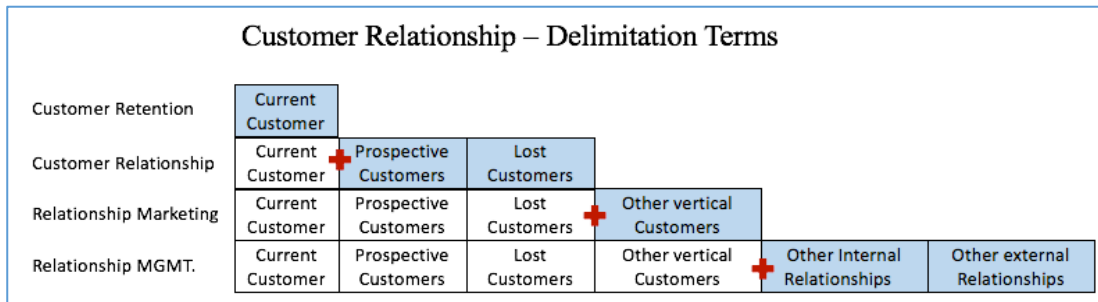 Customer Relationship – Delimitation Terms
Customer Retention
Current
Customer
Customer Relationship
Current
Customer
Prospective
Customers
Lost
Customers
Relationship Marketing
Current
Customer
Prospective
Customers
Lost
Customers
Other vertical
Customers
Relationship MGMT.
Current
Customer
Prospective
Customers
Lost
Customers
Other vertical
Customers
Other Internal
Relationships
Other external
Relationships